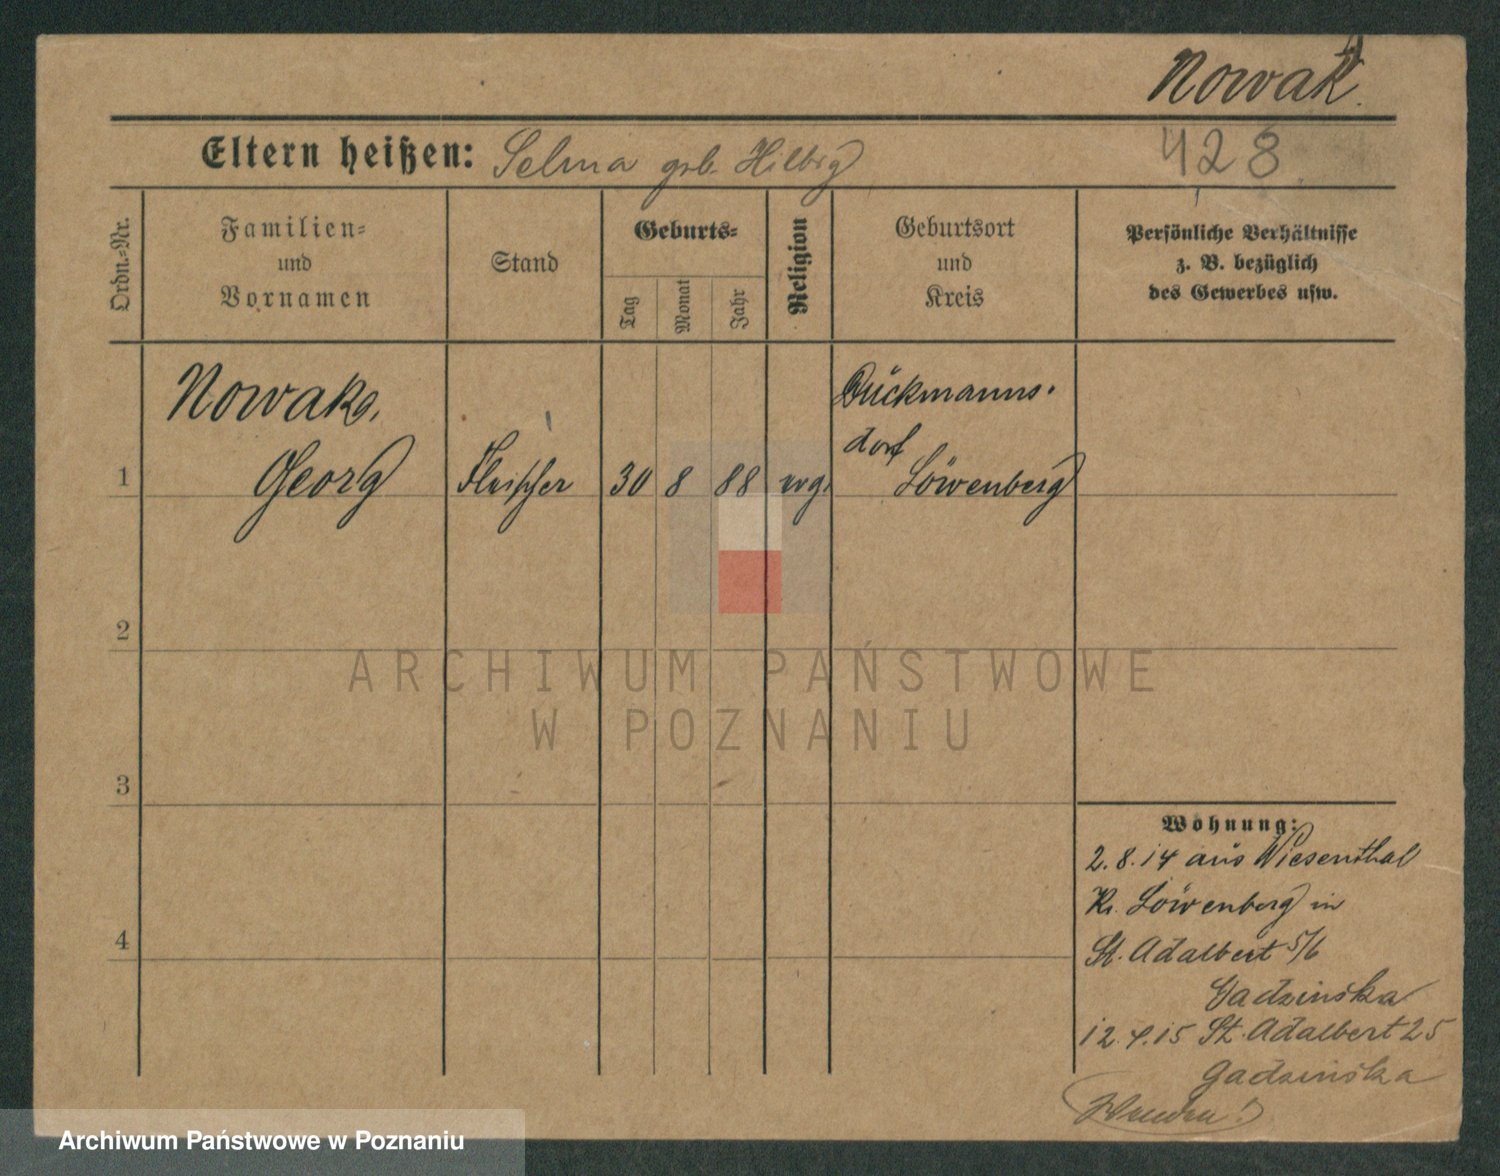 Nowak.
Eltern heißen: Selma geb. Hilbig
423
Ordn.-Nr.
Familien-
und
Vornamen
Stand
Geburts-
Tag
Monat
Jahr
Religion
Geburtsort
und
Kreis
Persönliche Verhältnisse
z. B. bezüglich
des Gewerbes usw.
1
Nowak,
Georg
Fleischer
30
8
88
evg.
Dückmanns-
dorf
Löwenberg
2
3
4
ARCHIWUM PAŃSTWOWE
W POZNANIU
Wohnung:
2.8.14 aus Wiesenthal
Kr. Löwenberg in
St. Adalbert 5/6
Gadzinska
12.4.15 St. Adalbert 25
Gadzinska
Archiwum Państwowe w Poznaniu